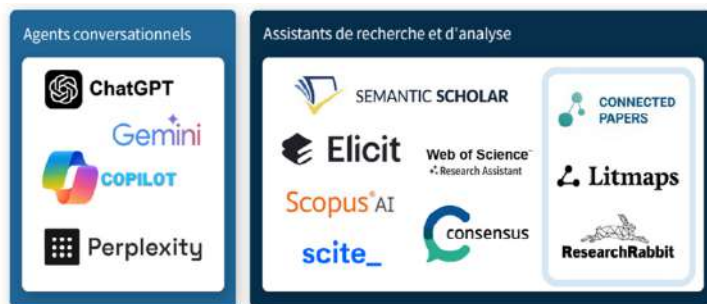 Agents conversationnels
ChatGPT
Gemini
COPILOT
Perplexity
Assistants de recherche et d'analyse
SEMANTIC SCHOLAR
Elicit
Web of Science™
Research Assistant
Scopus® AI
scite_
consensus
CONNECTED
PAPERS
Litmaps
ResearchRabbit